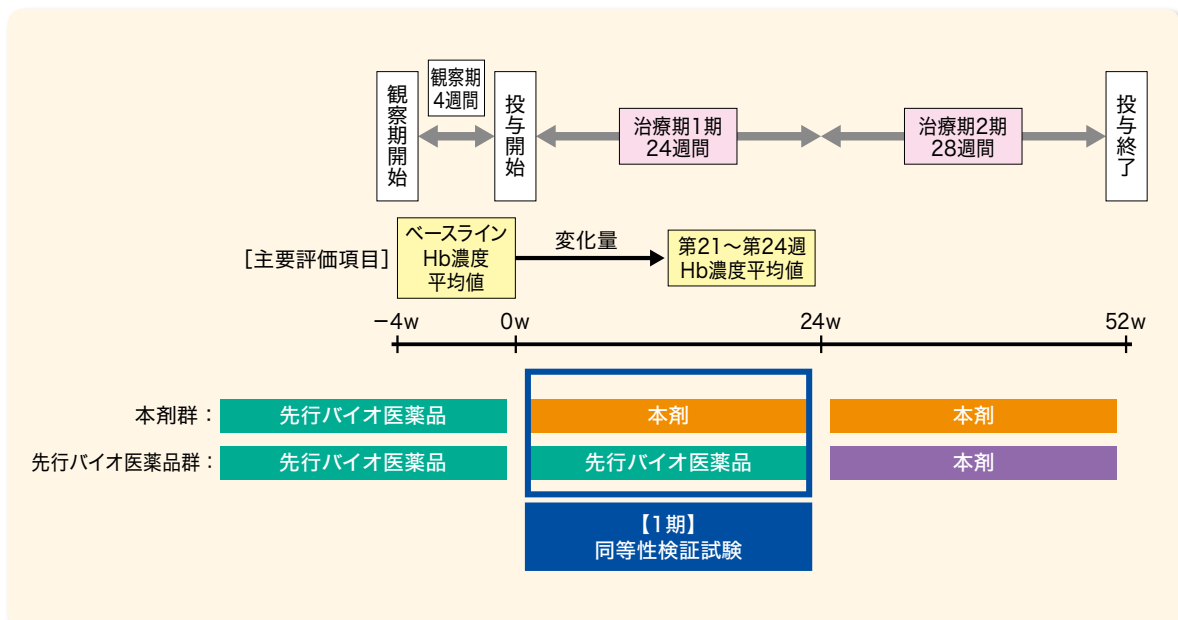 観察期開始
観察期
4週間
投与開始
治療期1期
24週間
治療期2期
28週間
投与終了
[主要評価項目]
ベースライン
Hb濃度
平均値
変化量
第21～第24週
Hb濃度平均値
−4w
0w
24w
52w
本剤群：
先行バイオ医薬品
本剤
本剤
先行バイオ医薬品群：
先行バイオ医薬品
先行バイオ医薬品
本剤
【1期】
同等性検証試験